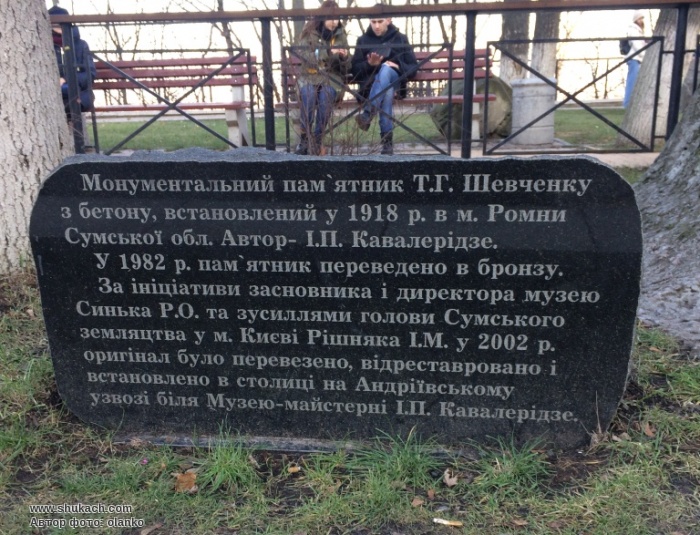 Монументальний пам`ятник Т.Г. Шевченку
з бетону, встановлений у 1918 р. в м. Ромни
Сумської обл. Автор- І.П. Кавалерідзе.
У 1982 р. пам`ятник переведено в бронзу.
За ініціативи засновника і директора музею
Синька Р.О. та зусиллями голови Сумського
земляцтва у м. Києві Рішняка І.М. у 2002 р.
оригінал було перевезено, відреставровано і
встановлено в столиці на Андріївському
узвозі біля Музею-майстерні І.П. Кавалерідзе.
www.shukach.com
Автор фото: olanko